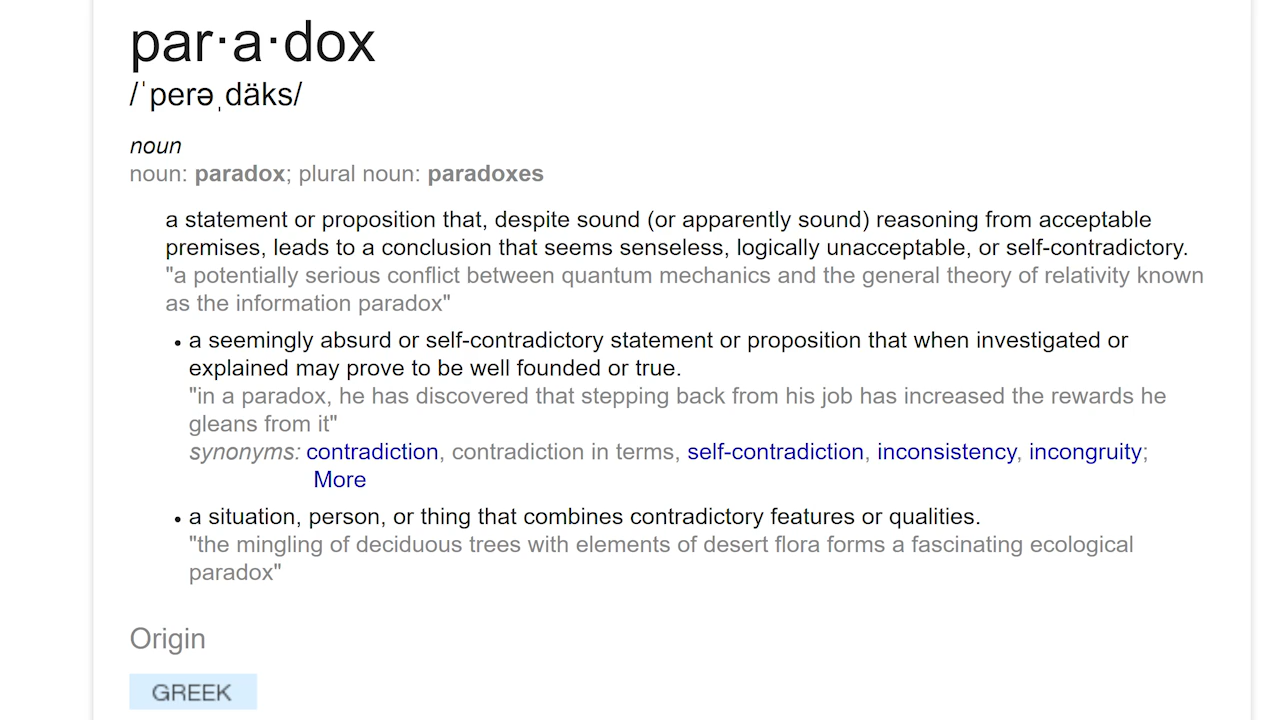 par·a·dox
/ˈperəˌdäks/
noun
noun: paradox; plural noun: paradoxes
a statement or proposition that, despite sound (or apparently sound) reasoning from acceptable
premises, leads to a conclusion that seems senseless, logically unacceptable, or self-contradictory.
"a potentially serious conflict between quantum mechanics and the general theory of relativity known
as the information paradox"
• a seemingly absurd or self-contradictory statement or proposition that when investigated or
explained may prove to be well founded or true.
"in a paradox, he has discovered that stepping back from his job has increased the rewards he
gleans from it"
synonyms: contradiction, contradiction in terms, self-contradiction, inconsistency, incongruity;
More
• a situation, person, or thing that combines contradictory features or qualities.
"the mingling of deciduous trees with elements of desert flora forms a fascinating ecological
paradox"
Origin
GREEK